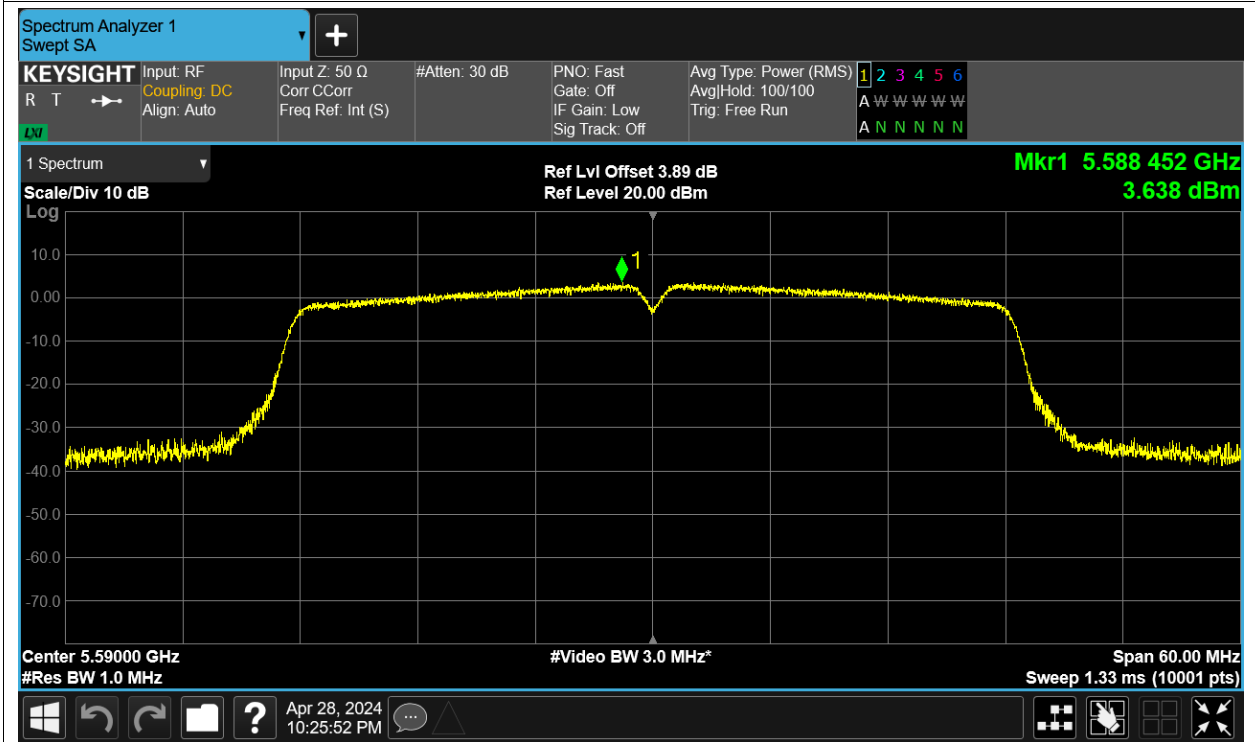 Spectrum Analyzer 1
Swept SA
+
KEYSIGHT
R T
LXI
Input: RF
Coupling: DC
Align: Auto
Input Z: 50 Ω
Corr CCorr
Freq Ref: Int (S)
#Atten: 30 dB
PNO: Fast
Gate: Off
IF Gain: Low
Sig Track: Off
Avg Type: Power (RMS)
Avg|Hold: 100/100
Trig: Free Run
1 2 3 4 5 6
A W W W W W
A N N N N N
1 Spectrum
Scale/Div 10 dB
Log
Ref Lvl Offset 3.89 dB
Ref Level 20.00 dBm
Mkr1 5.588 452 GHz
3.638 dBm
1
10.0
0.00
-10.0
-20.0
-30.0
-40.0
-50.0
-60.0
-70.0
Center 5.59000 GHz
#Res BW 1.0 MHz
#Video BW 3.0 MHz*
Span 60.00 MHz
Sweep 1.33 ms (10001 pts)
?
Apr 28, 2024
10:25:52 PM